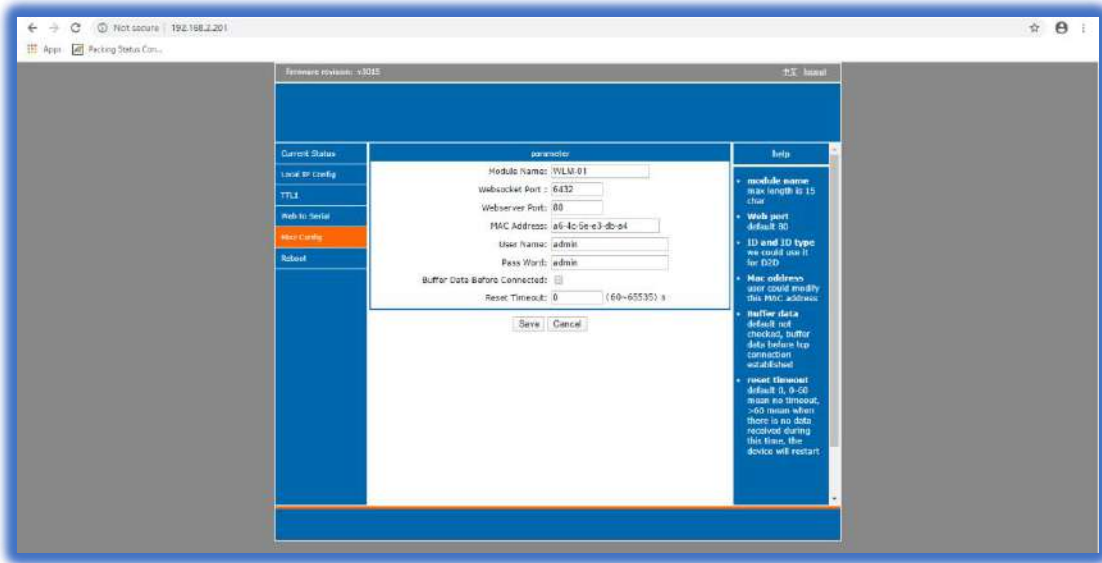 Not secure | 192.168.2.201
Apps Packing Status Con...
firmware revision: v3015
中文 
Current Status
Local IP Config
TTL1
Web to Serial
Misc Config
Reboot
parameter
Module Name: WLM-01
Websocket Port : 6432
Webserver Port: 80
MAC Address: a6-4c-5e-e3-db-a4
User Name: admin
Pass Word: admin
Buffer Data Before Connected:
Reset Timeout: 0 (60~65535) s
Save Cancel
help
module name
max length is 15
char
Web port
default 80
ID and ID type
we could use it
for D2D
Mac address
user could modify
this MAC address
Buffer data
default not
checked, buffer
data before tcp
connection
established
reset timeout
default 0, 0-60
mean no timeout,
>60 mean when
there is no data
received during
this time, the
device will restart